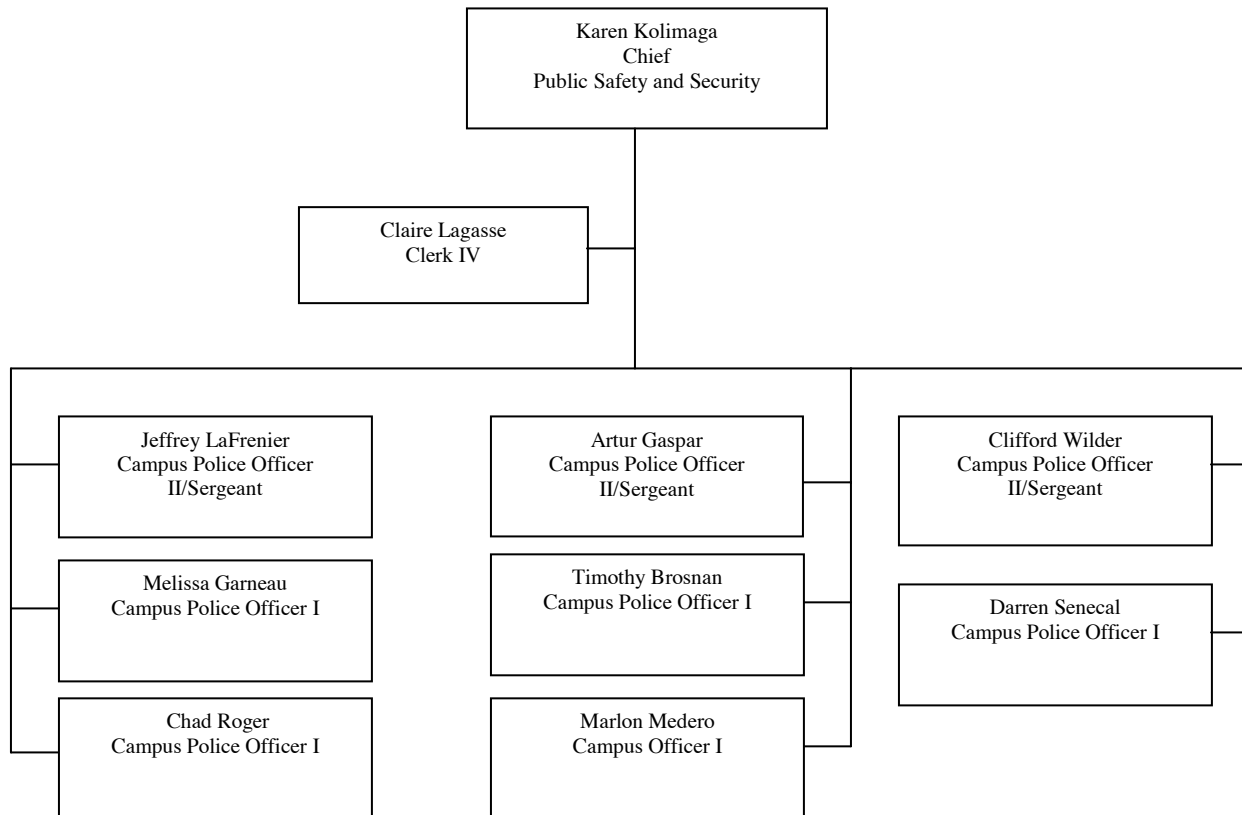 Karen Kolimaga
Chief
Public Safety and Security
Claire Lagasse
Clerk IV
Jeffrey LaFrenier
Campus Police Officer
II/Sergeant
Melissa Garneau
Campus Police Officer I
Chad Roger
Campus Police Officer I
Artur Gaspar
Campus Police Officer
II/Sergeant
Timothy Brosnan
Campus Police Officer I
Marlon Medero
Campus Officer I
Clifford Wilder
Campus Police Officer
II/Sergeant
Darren Senecal
Campus Police Officer I